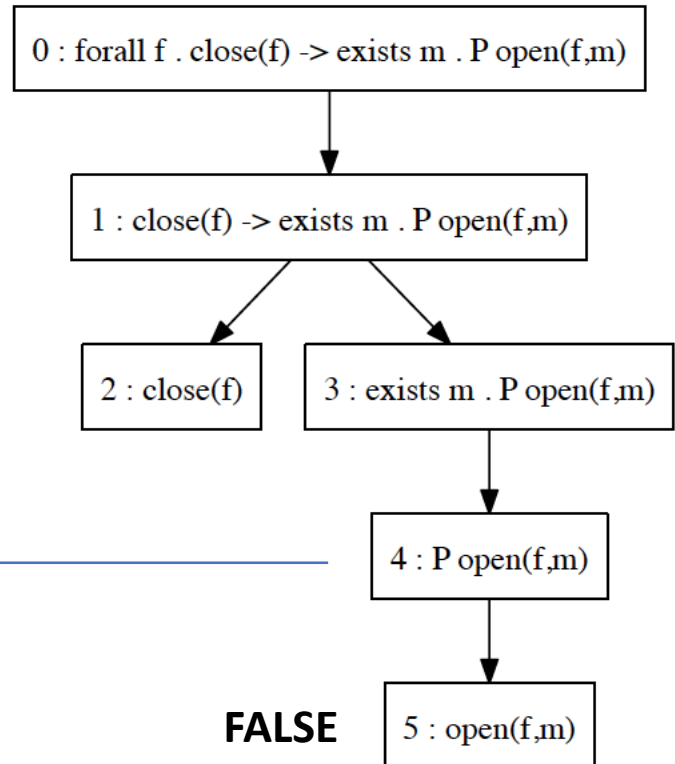 0 : forall f . close(f) -> exists m . P open(f,m)
1 : close(f) -> exists m . P open(f,m)
2 : close(f)
3 : exists m . P open(f,m)
4 : P open(f,m)
FALSE
5 : open(f,m)